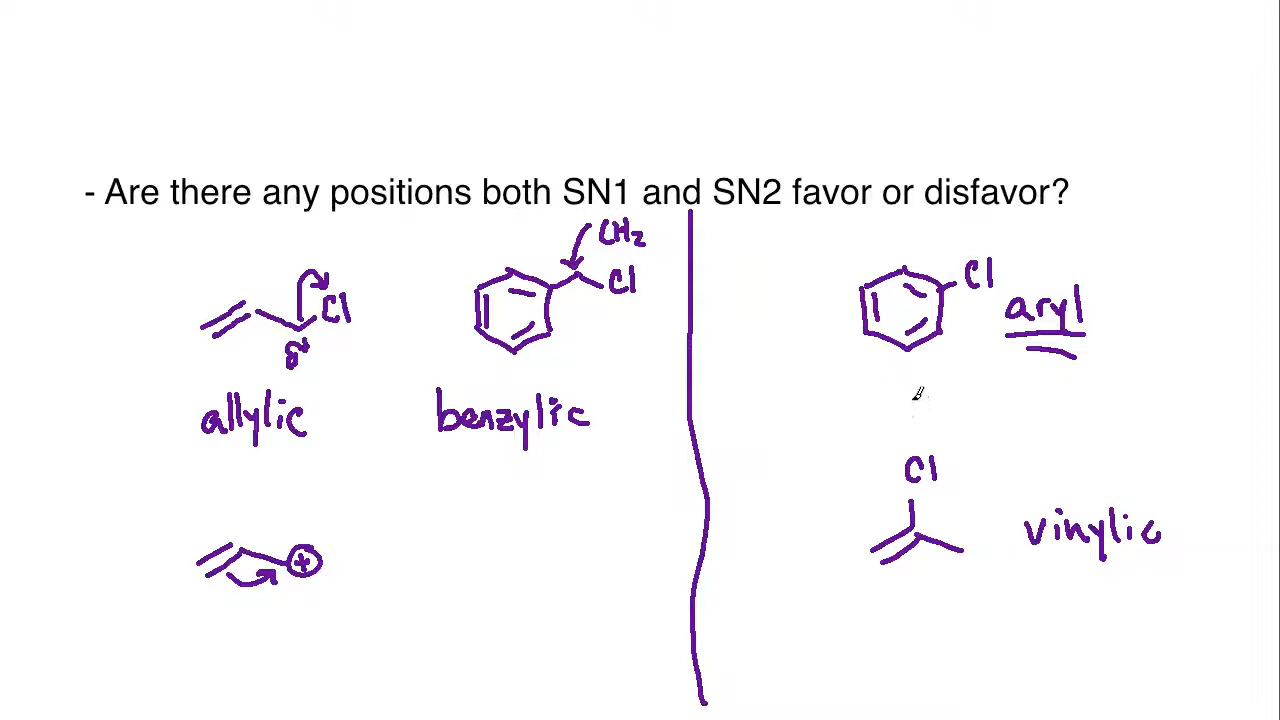 - Are there any positions both SN1 and SN2 favor or disfavor?
CH2
Cl
Cl
Cl
aryl
allylic
benzylic
Cl
vinylic
+